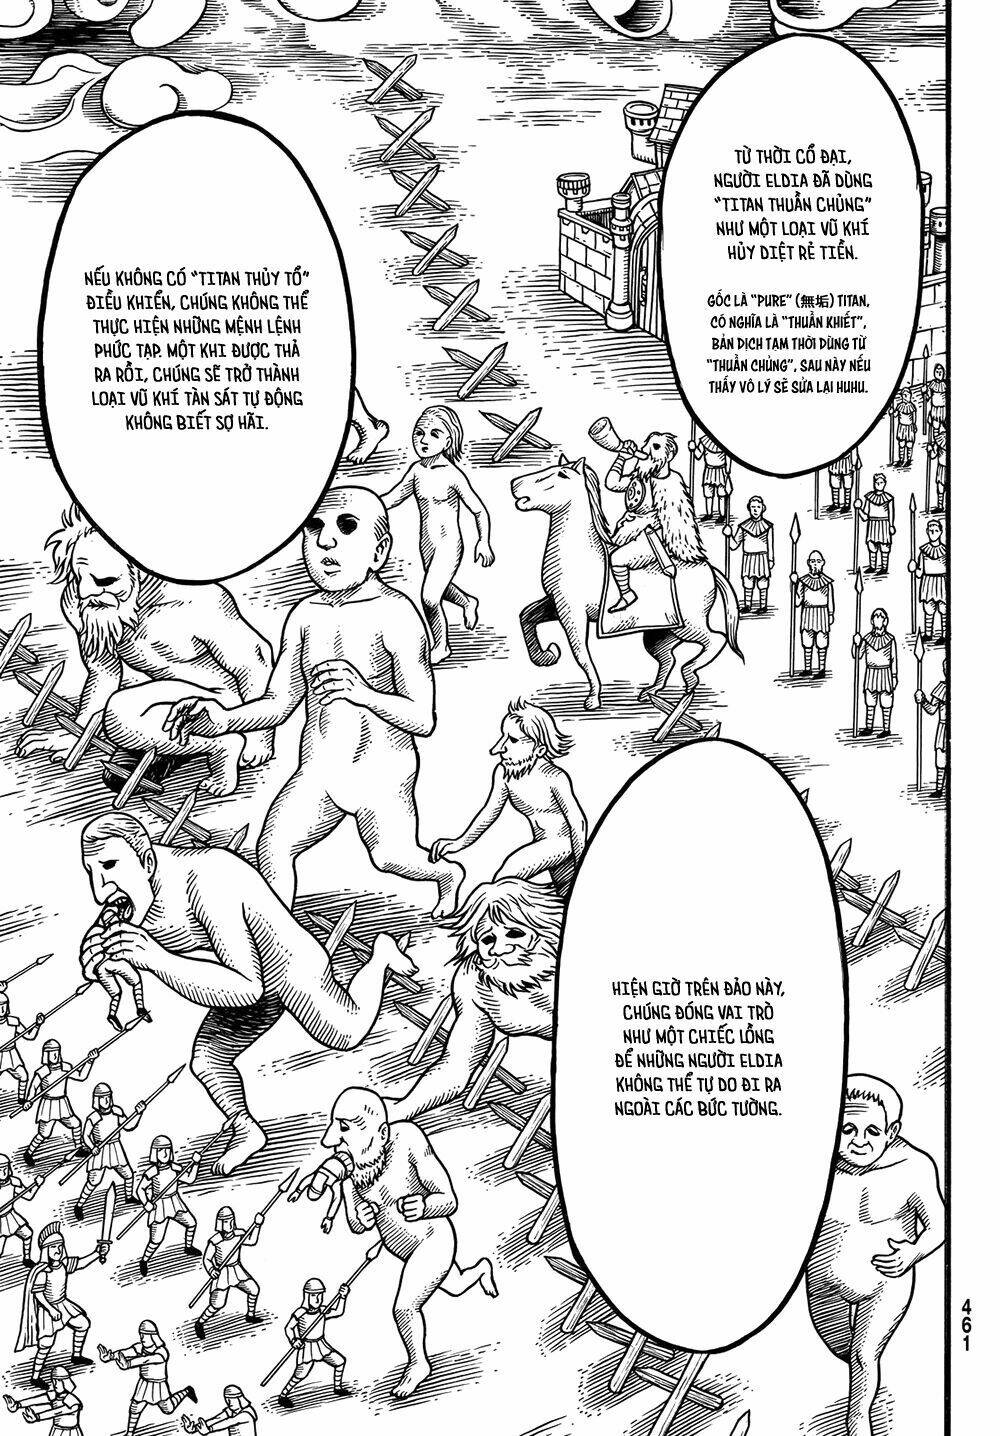 TỪ THỜI CỔ ĐẠI,
NGƯỜI ELDIA ĐÃ DÙNG
"TITAN THUẦN CHỦNG"
NHƯ MỘT LOẠI VŨ KHÍ
HỦY DIỆT RẺ TIỀN.
GỐC LÀ "PURE" (無垢) TITAN,
CÓ NGHĨA LÀ "THUẦN KHIẾT",
BẢN DỊCH TẠM THỜI DÙNG TỪ
"THUẦN CHỦNG", SAU NÀY NẾU
THẤY VÔ LÝ SẼ SỬA LẠI HUHU.
NẾU KHÔNG CÓ "TITAN THỦY TỔ"
ĐIỀU KHIỂN, CHÚNG KHÔNG THỂ
THỰC HIỆN NHỮNG MỆNH LỆNH
PHỨC TẠP. MỘT KHI ĐƯỢC THẢ
RA RỒI, CHÚNG SẼ TRỞ THÀNH
LOẠI VŨ KHÍ TÀN SÁT TỰ ĐỘNG
KHÔNG BIẾT SỢ HÃI.
HIỆN GIỜ TRÊN ĐẢO NÀY,
CHÚNG ĐÓNG VAI TRÒ
NHƯ MỘT CHIẾC LỒNG
ĐỂ NHỮNG NGƯỜI ELDIA
KHÔNG THỂ TỰ DO ĐI RA
NGOÀI CÁC BỨC TƯỜNG.
461